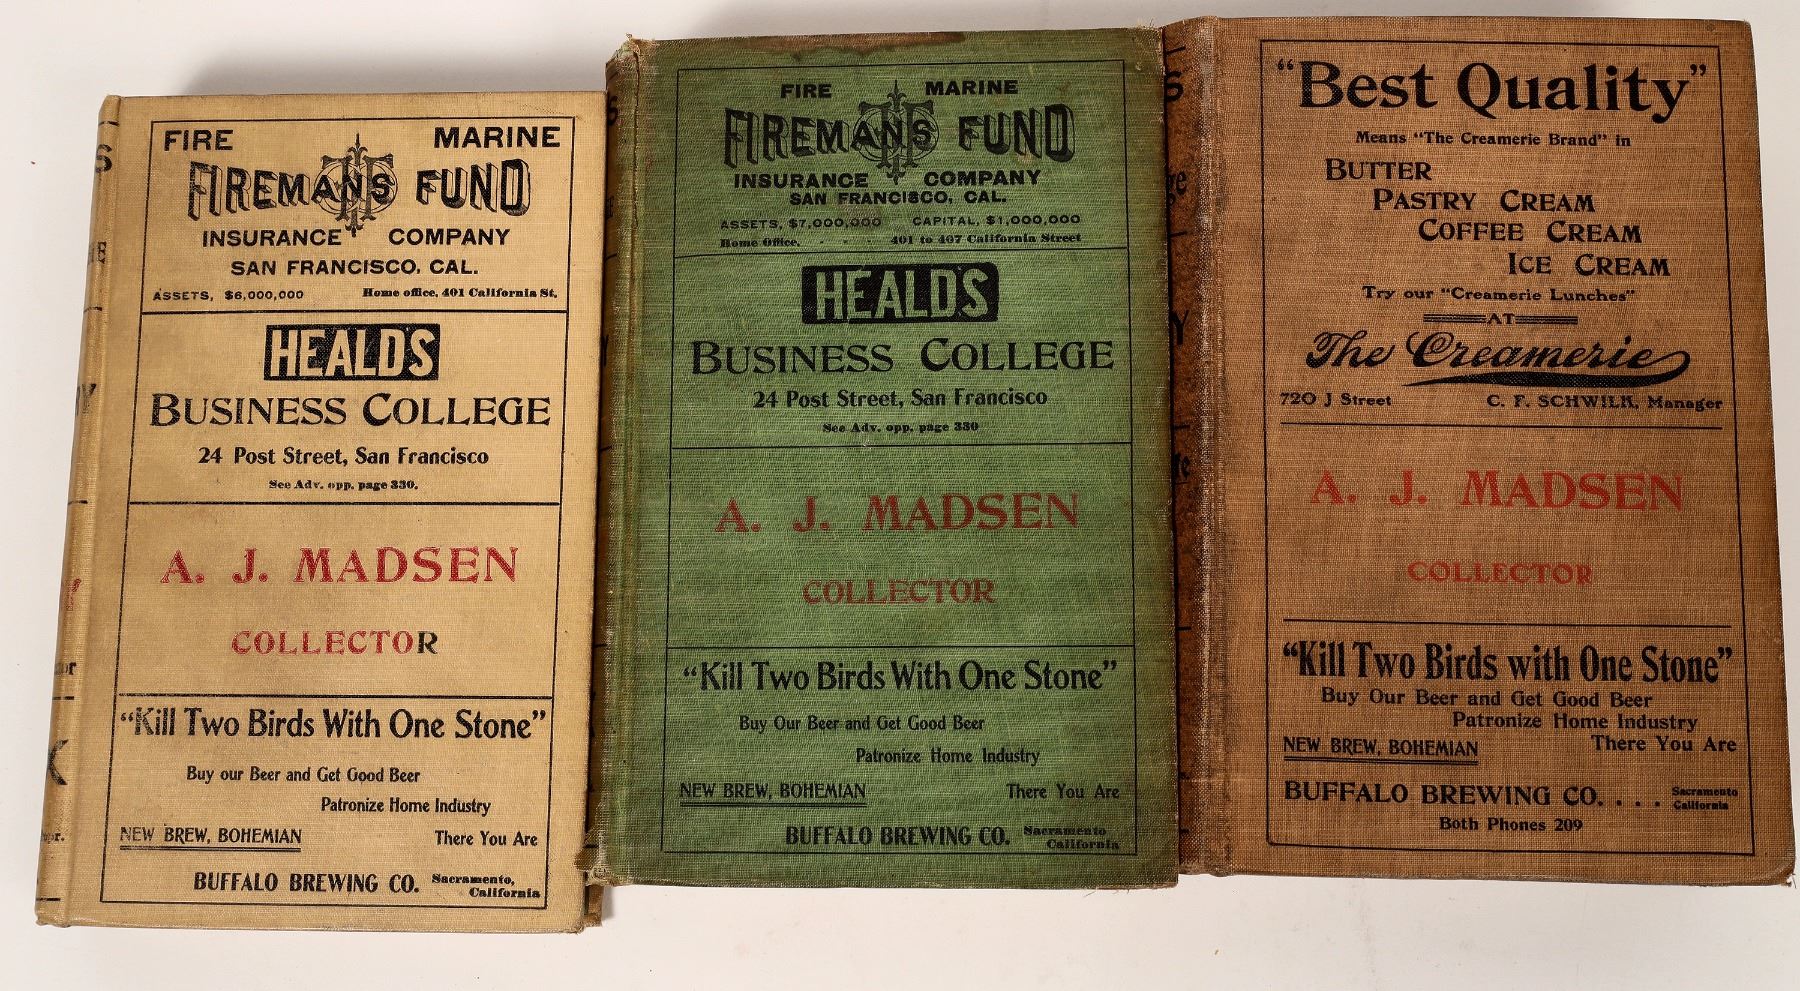 FIRE MARINE
FIREMAN'S FUND
INSURANCE COMPANY
SAN FRANCISCO, CAL.
ASSETS, $6,000,000 Home office, 401 California St.
HEALDS
BUSINESS COLLEGE
24 Post Street, San Francisco
See Adv. opp. page 330.
A. J. MADSEN
COLLECTOR
"Kill Two Birds With One Stone"
Buy our Beer and Get Good Beer
Patronize Home Industry
NEW BREW, BOHEMIAN There You Are
BUFFALO BREWING CO. Sacramento,
California
FIRE MARINE
FIREMANS FUND
INSURANCE COMPANY
SAN FRANCISCO, CAL.
ASSETS, $7,000,000 CAPITAL, $1,000,000
Home Office. - - - 401 to 407 California Street
HEALDS
BUSINESS COLLEGE
24 Post Street, San Francisco
See Adv. opp. page 330
A. J. MADSEN
COLLECTOR
"Kill Two Birds With One Stone"
Buy Our Beer and Get Good Beer
Patronize Home Industry
NEW BREW, BOHEMIAN There You Are
BUFFALO BREWING CO. Sacramento
California
"Best Quality"
Means "The Creamerie Brand" in
BUTTER
PASTRY CREAM
COFFEE CREAM
ICE CREAM
Try our "Creamerie Lunches"
AT
The Creamerie
720 J Street C. F. SCHWILK, Manager
A. J. MADSEN
COLLECTOR
"Kill Two Birds with One Stone"
Buy Our Beer and Get Good Beer
Patronize Home Industry
NEW BREW, BOHEMIAN There You Are
BUFFALO BREWING CO. . . . Sacramento
California
Both Phones 209